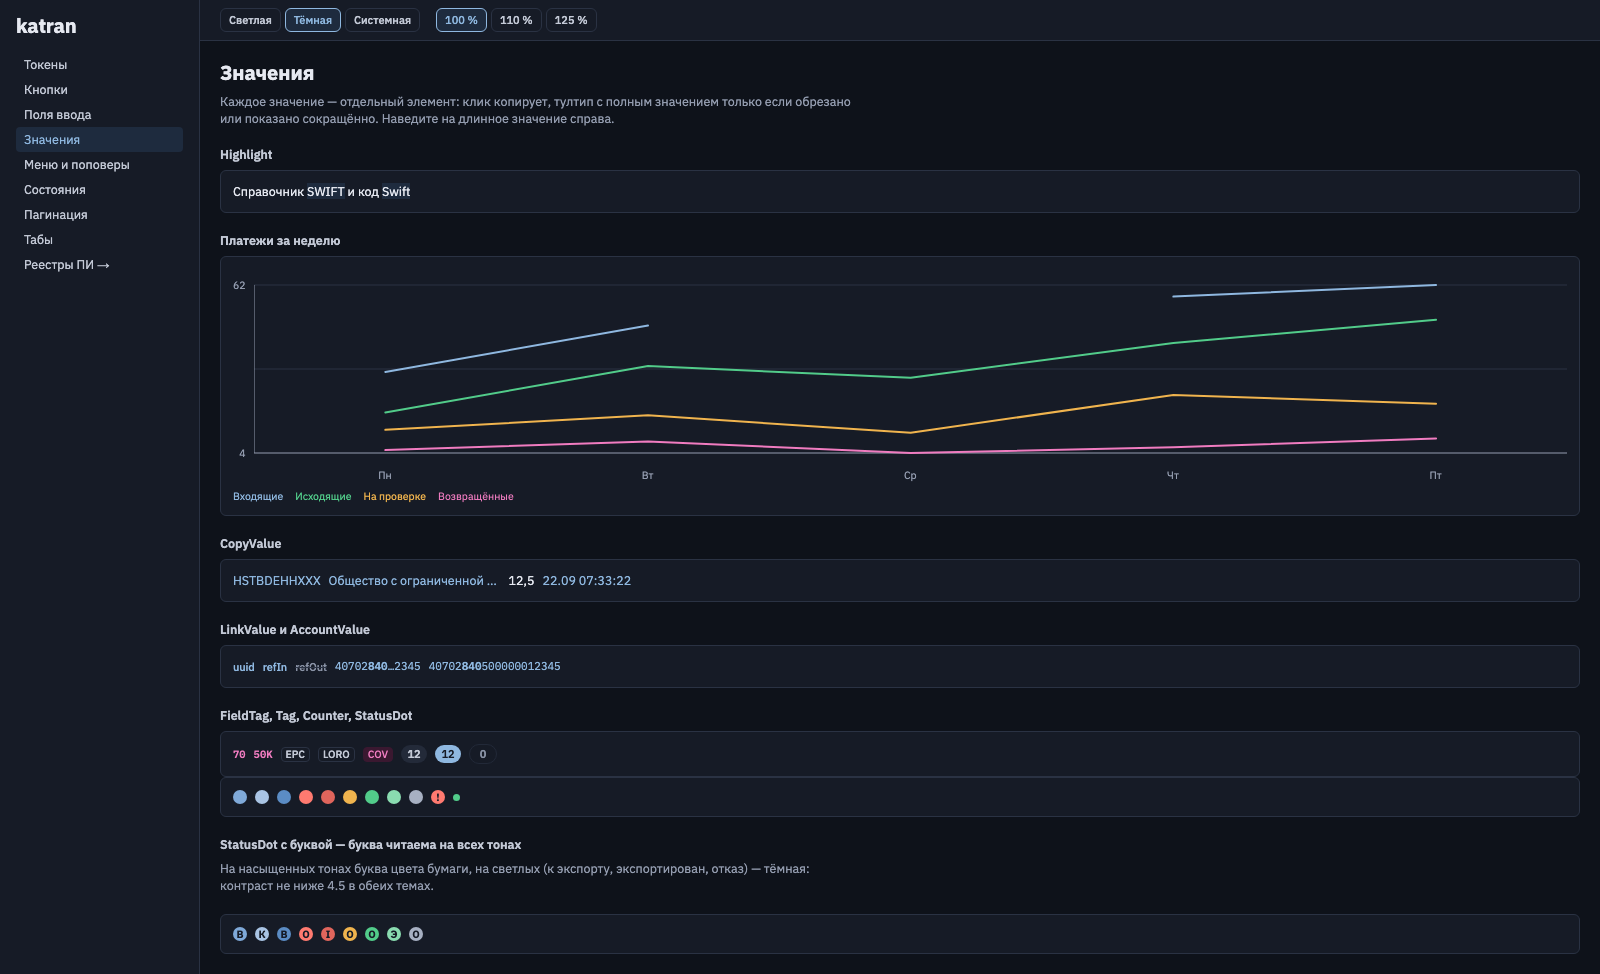 katran
Токены
Кнопки
Поля ввода
Значения
Меню и поповеры
Состояния
Пагинация
Табы
Реестры ПИ →
Светлая Тёмная Системная 100 % 110 % 125 %
Значения
Каждое значение — отдельный элемент: клик копирует, тултип с полным значением только если обрезано
или показано сокращённо. Наведите на длинное значение справа.
Highlight
Справочник SWIFT и код Swift
Платежи за неделю
62
4
Пн Вт Ср Чт Пт
Входящие Исходящие На проверке Возвращённые
CopyValue
HSTBDEHHXXX Общество с ограниченной ... 12,5 22.09 07:33:22
LinkValue и AccountValue
uuid refIn refOut 40702840…2345 40702840500000012345
FieldTag, Tag, Counter, StatusDot
70 50K EPC LORO COV 12 12 0
!
StatusDot с буквой — буква читаема на всех тонах
На насыщенных тонах буква цвета бумаги, на светлых (к экспорту, экспортирован, отказ) — тёмная:
контраст не ниже 4.5 в обеих темах.
В К В О І О О Э О